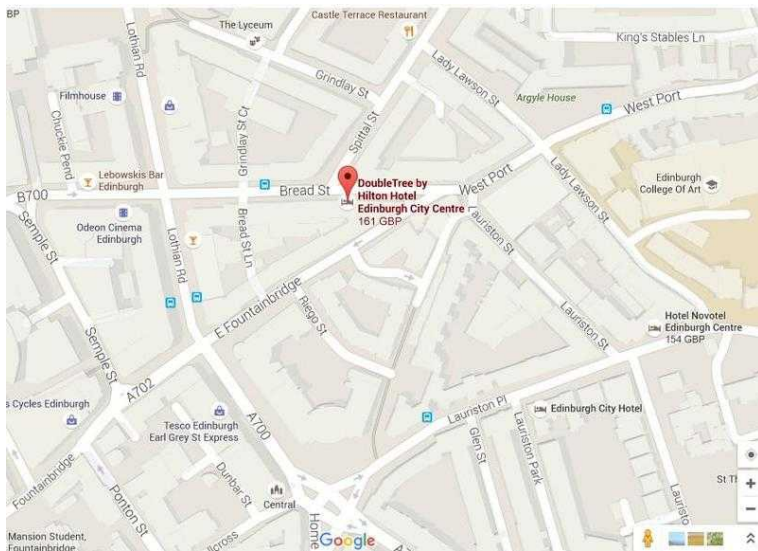 BP
The Lyceum
Castle Terrace Restaurant
King's Stables Ln
Lothian Rd
Grindlay St
Lady Lawson St
Argyle House
West Port
Filmhouse
Chuckie Pend
Grindlay St Ct
Spittal St
Lebowskis Bar
Edinburgh
B700
Bread St
West Port
Lady Lawson St
Edinburgh
College Of Art
DoubleTree by
Hilton Hotel
Edinburgh City Centre
161 GBP
Semple St
Odeon Cinema
Edinburgh
Lothian Rd
Bread St Ln
Lauriston St
E Fountainbridge
Riego St
Lauriston St
Hotel Novotel
Edinburgh Centre
154 GBP
Semple St
A702
s Cycles Edinburgh
Tesco Edinburgh
Earl Grey St Express
A700
Lauriston Pl
Edinburgh City Hotel
Glen St
Lauriston Park
Fountainbridge
Ponton St
Dunbar St
Central
St Th
Laurist
Mansion Student,
Fountainbridge
llcross
Home
Google